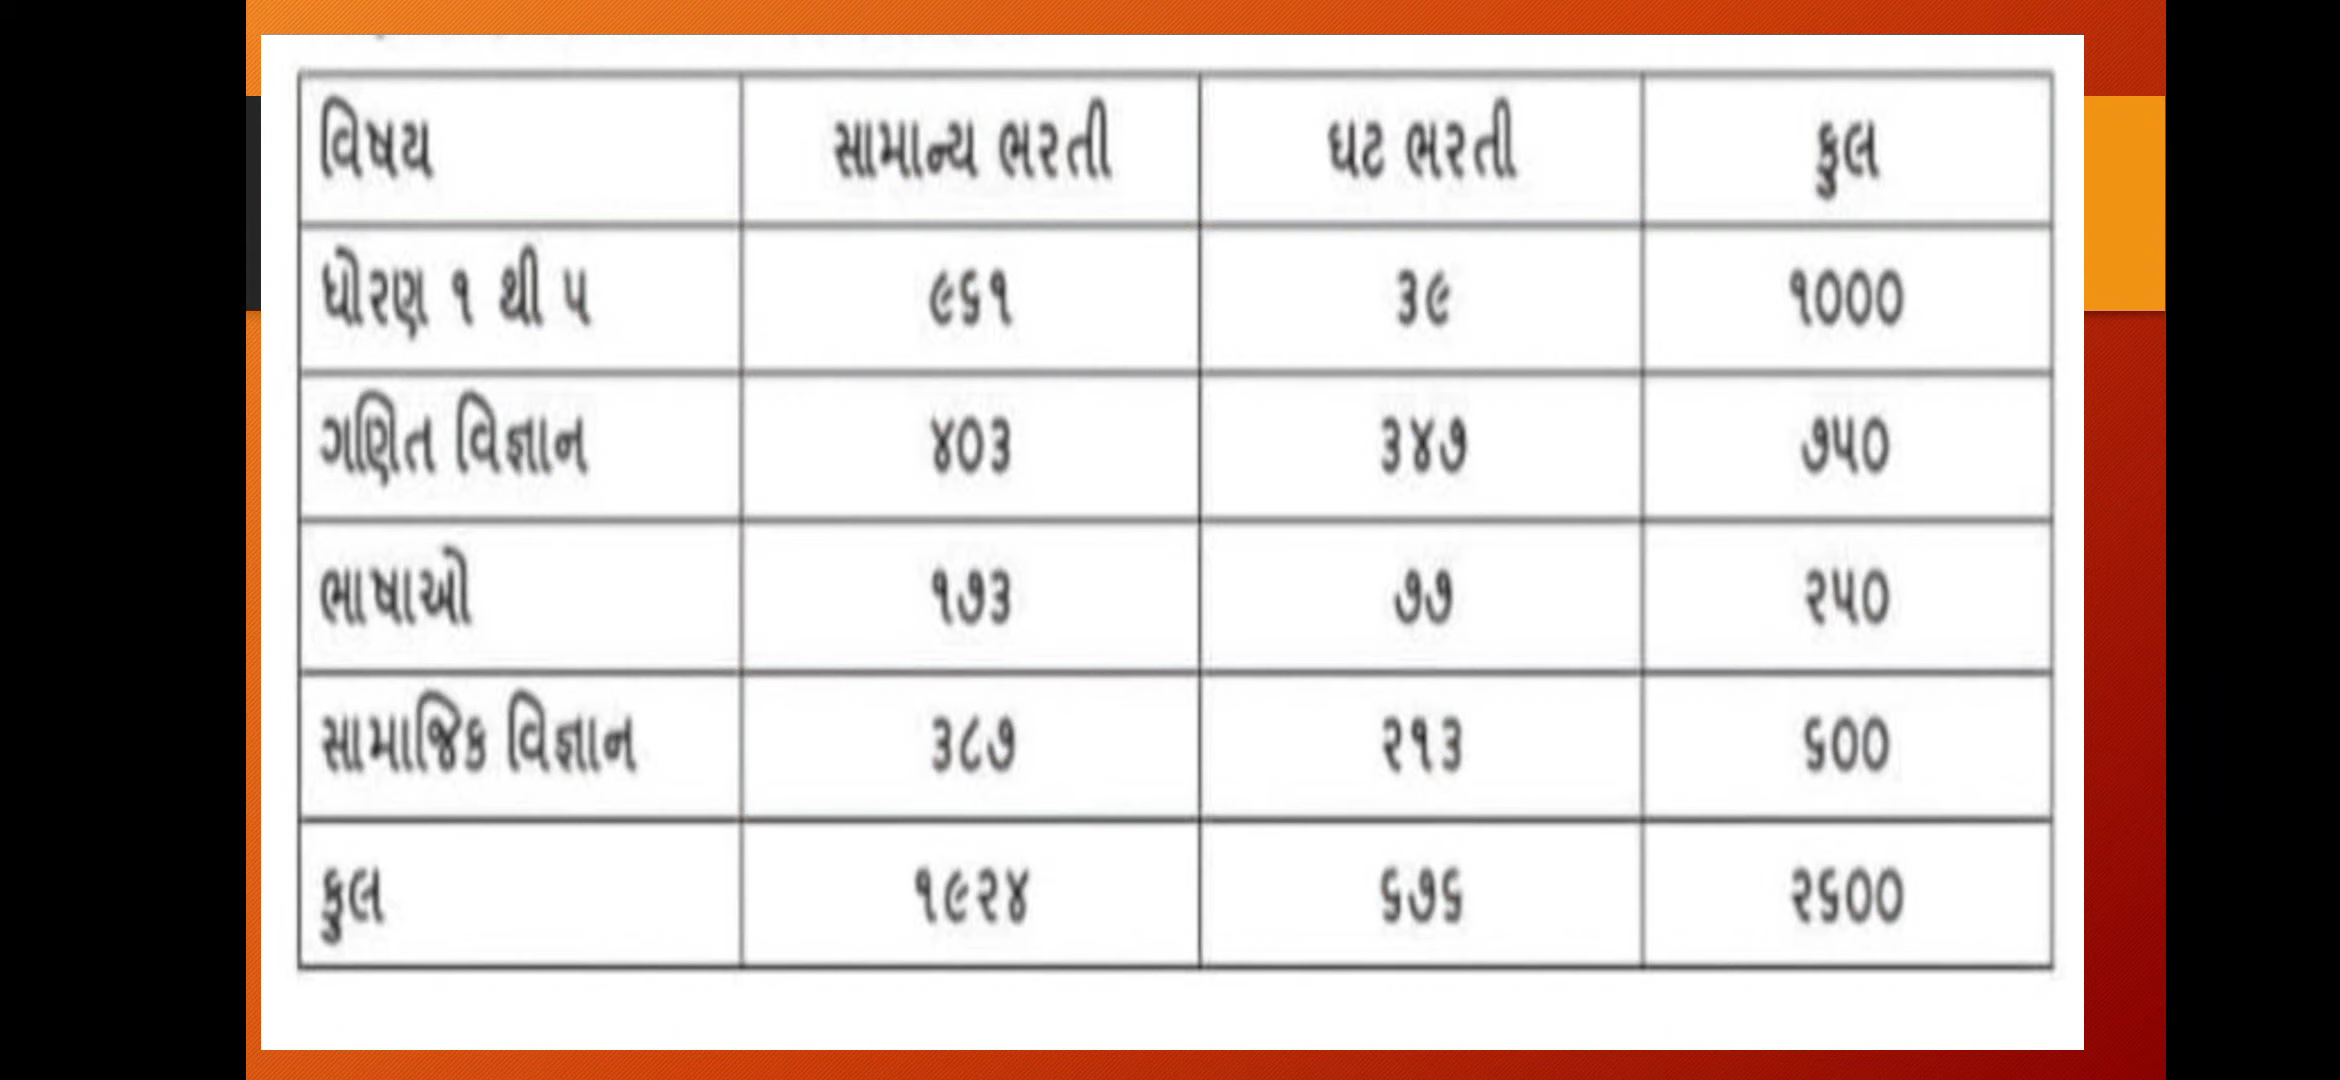 વિષય સામાન્ય ભરતી ઘટ ભરતી કુલ
ધોરણ ૧ થી ૫ ૯૬૧ ૩૯ ૧૦૦૦
ગણિત વિજ્ઞાન ૪૦૩ ૩૪૭ ૭૫૦
ભાષાઓ ૧૭૩ ૭૭ ૨૫૦
સામાજિક વિજ્ઞાન ૩૮૭ ૨૧૩ ૬૦૦
કુલ ૧૯૨૪ ૬૭૬ ૨૬૦૦